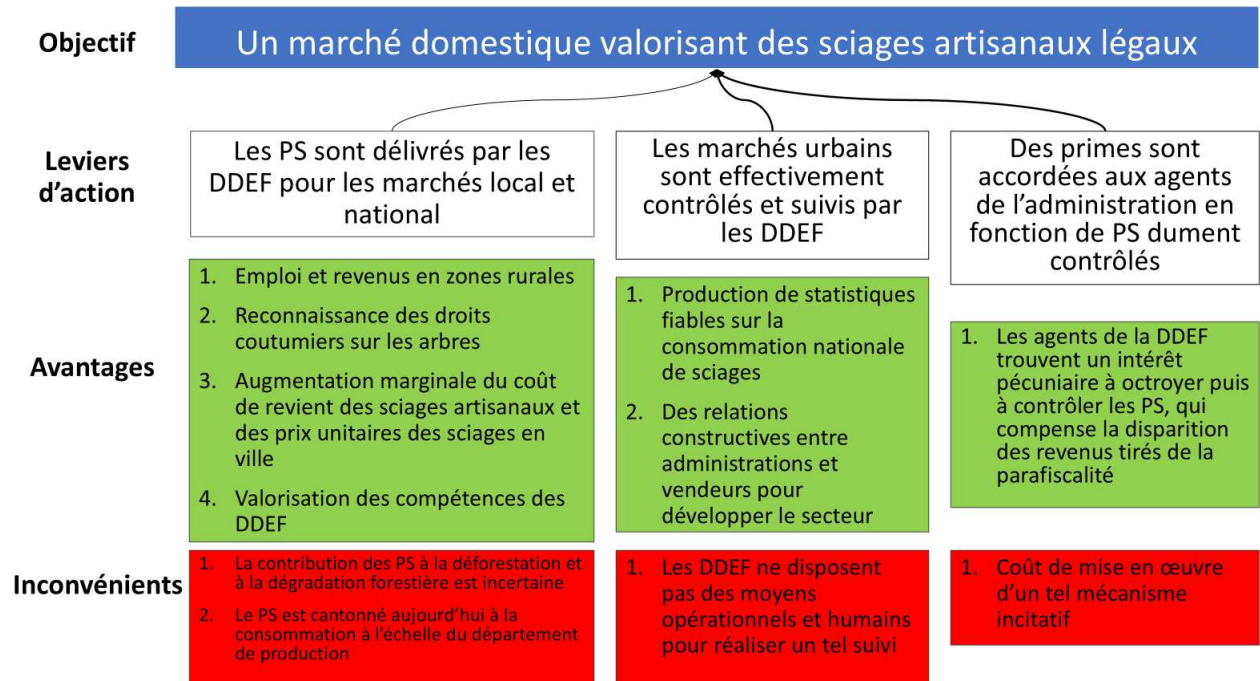 Objectif
Un marché domestique valorisant des sciages artisanaux légaux
Leviers
d’action
Les PS sont délivrés par les
DDEF pour les marchés local et
national
Les marchés urbains
sont effectivement
contrôlés et suivis par
les DDEF
Des primes sont
accordées aux agents
de l’administration en
fonction de PS dument
contrôlés
Avantages
1. Emploi et revenus en zones rurales
2. Reconnaissance des droits
coutumiers sur les arbres
3. Augmentation marginale du coût
de revient des sciages artisanaux et
des prix unitaires des sciages en
ville
4. Valorisation des compétences des
DDEF
1. Production de statistiques
fiables sur la
consommation nationale
de sciages
2. Des relations
constructives entre
administrations et
vendeurs pour
développer le secteur
1. Les agents de la DDEF
trouvent un intérêt
pécuniaire à octroyer puis
à contrôler les PS, qui
compense la disparition
des revenus tirés de la
parafiscalité
Inconvénients
1. La contribution des PS à la déforestation et
à la dégradation forestière est incertaine
2. Le PS est cantonné aujourd’hui à la
consommation à l’échelle du département
de production
1. Les DDEF ne disposent
pas des moyens
opérationnels et humains
pour réaliser un tel suivi
1. Coût de mise en œuvre
d’un tel mécanisme
incitatif